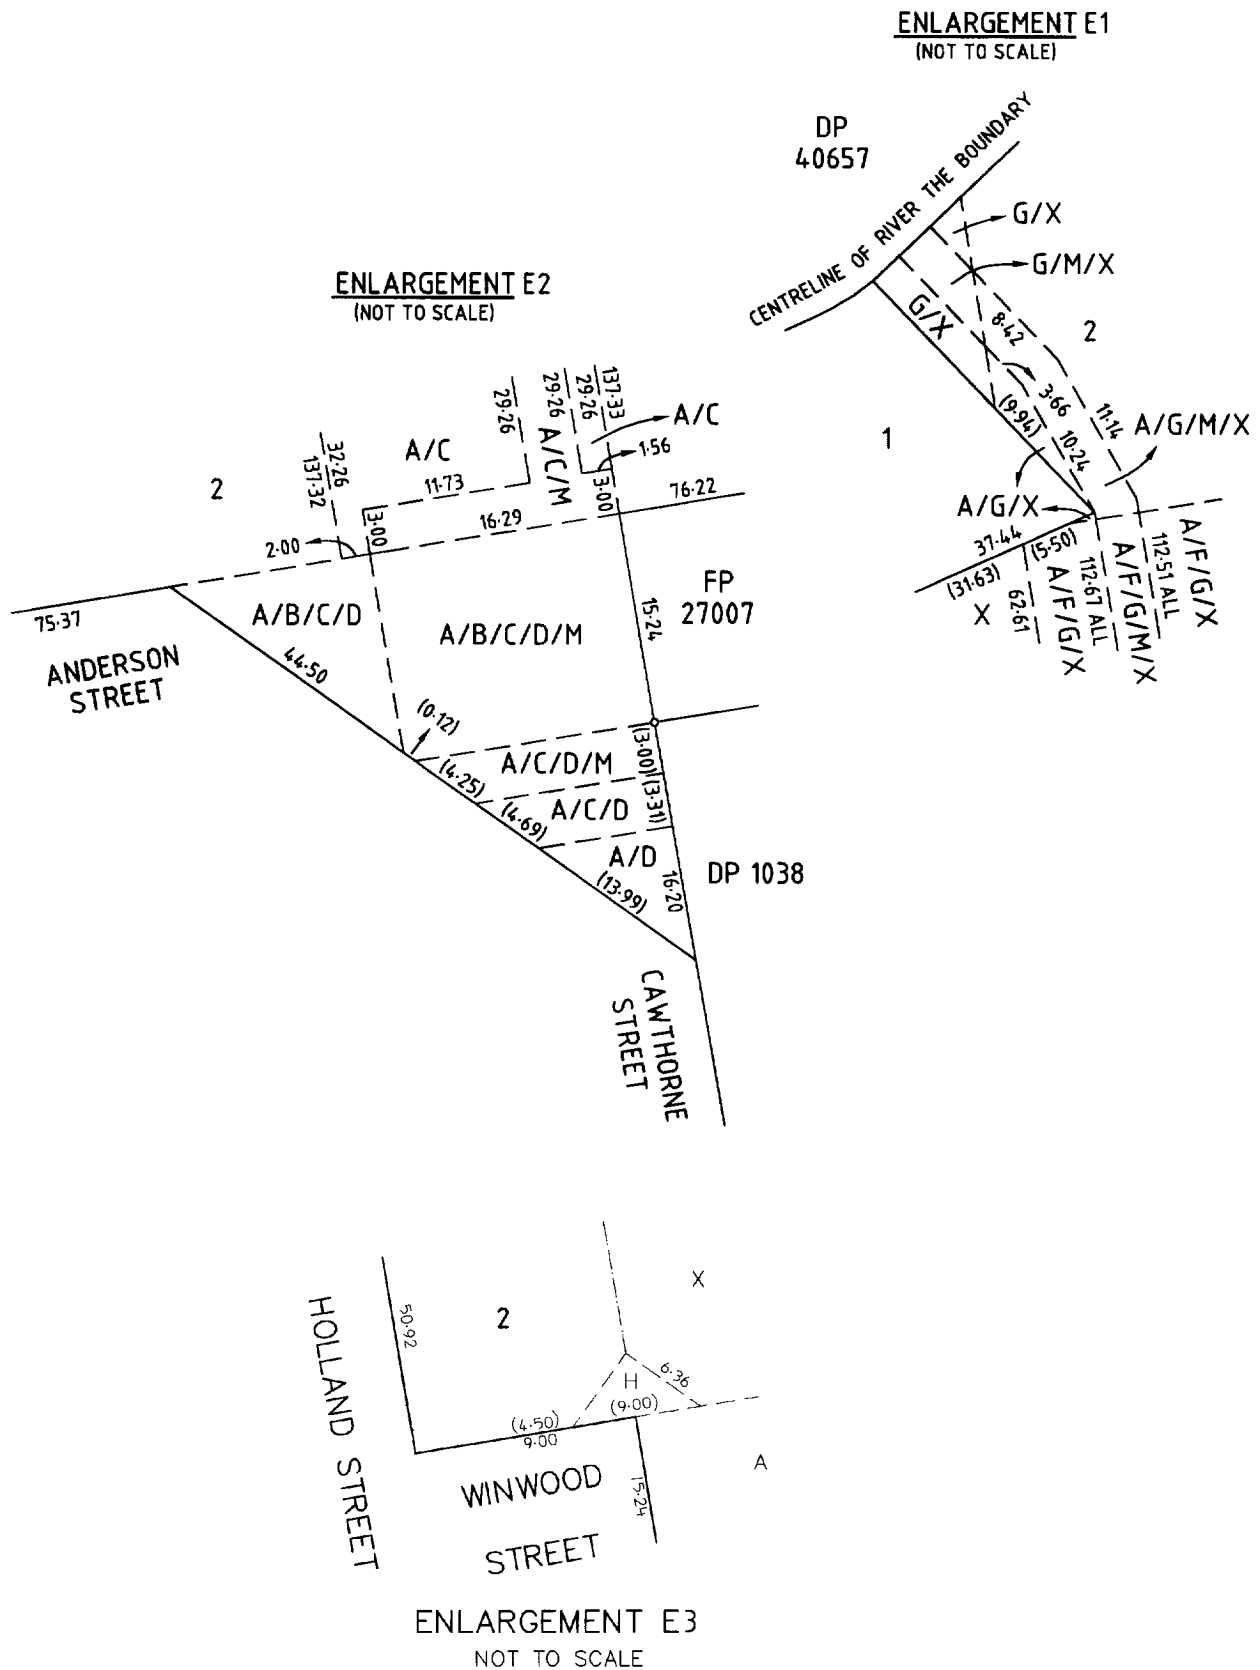 ENLARGEMENT E1
(NOT TO SCALE)
DP
40657
CENTRELINE OF RIVER THE BOUNDARY
G/X
G/M/X
G/X
8·42
2
3·66
(9·94)
10·24
11·14
1
A/G/M/X
A/G/X
37·44
(5·50)
(31·63)
X
62·61
A/F/G/X
112·67 ALL
A/F/G/M/X
112·51 ALL
A/F/G/X
ENLARGEMENT E2
(NOT TO SCALE)
137·33
29·26
29·26
29·26
A/C
A/C/M
A/C
1·56
32·26
137·32
2
11·73
3·00
3·00
16·29
76·22
2·00
75·37
A/B/C/D
A/B/C/D/M
15·24
FP
27007
ANDERSON
STREET
44·50
(0·12)
A/C/D/M
(3·00)
(4·25)
A/C/D
(3·31)
(4·69)
A/D
(13·99)
16·20
DP 1038
CAWTHORNE
STREET
X
2
50·92
HOLLAND STREET
H
6·36
(9·00)
(4·50)
9·00
A
WINWOOD
STREET
15·24
ENLARGEMENT E3
NOT TO SCALE